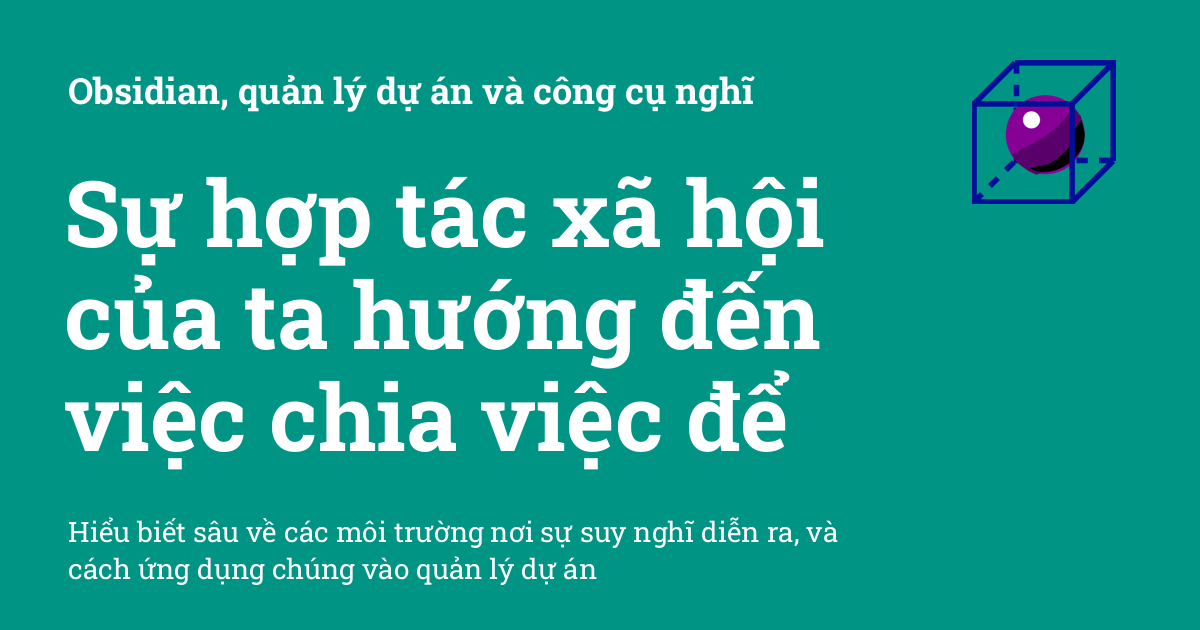 Obsidian, quản lý dự án và công cụ nghĩ
Sự hợp tác xã hội
của ta hướng đến
việc chia việc để
Hiểu biết sâu về các môi trường nơi sự suy nghĩ diễn ra, và
cách ứng dụng chúng vào quản lý dự án